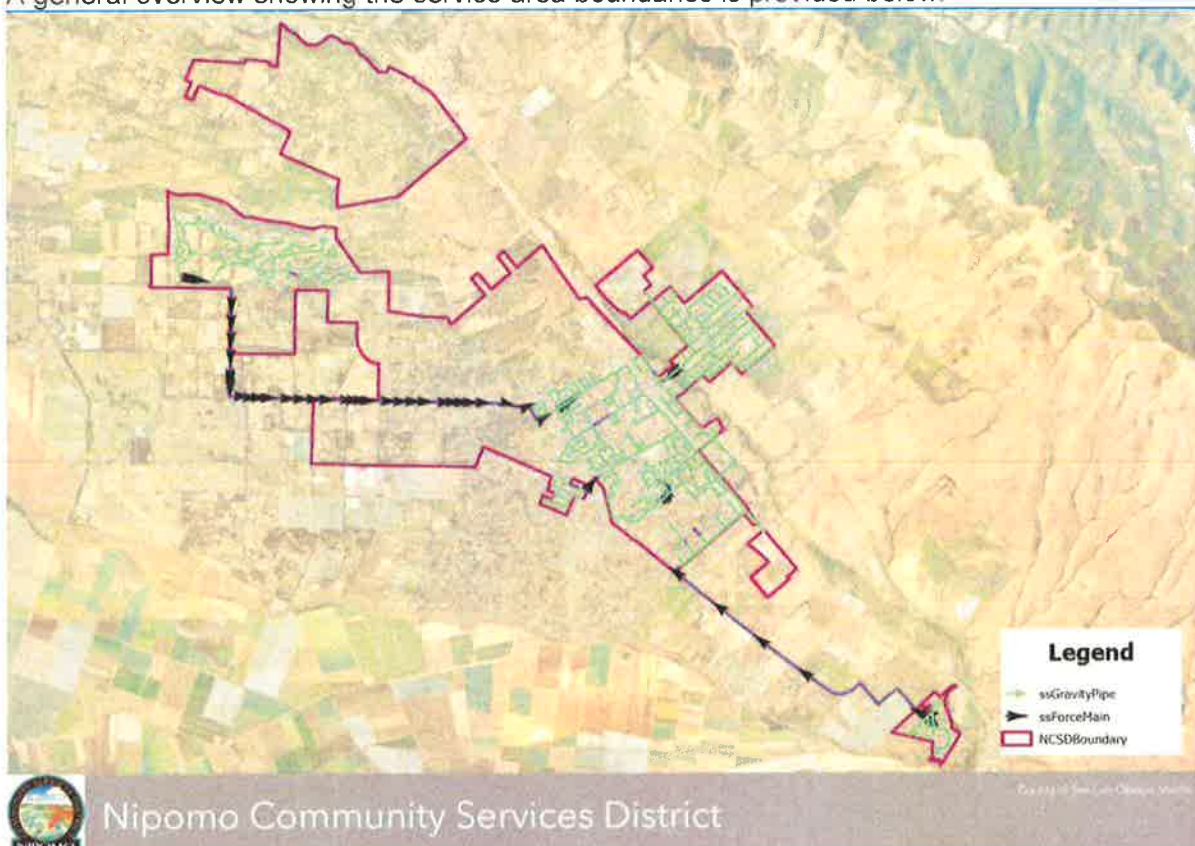 A general overview showing the service area boundaries is provided below.
Legend
ssGravityPipe
ssForceMain
NCSDBoundary
Nipomo Community Services District